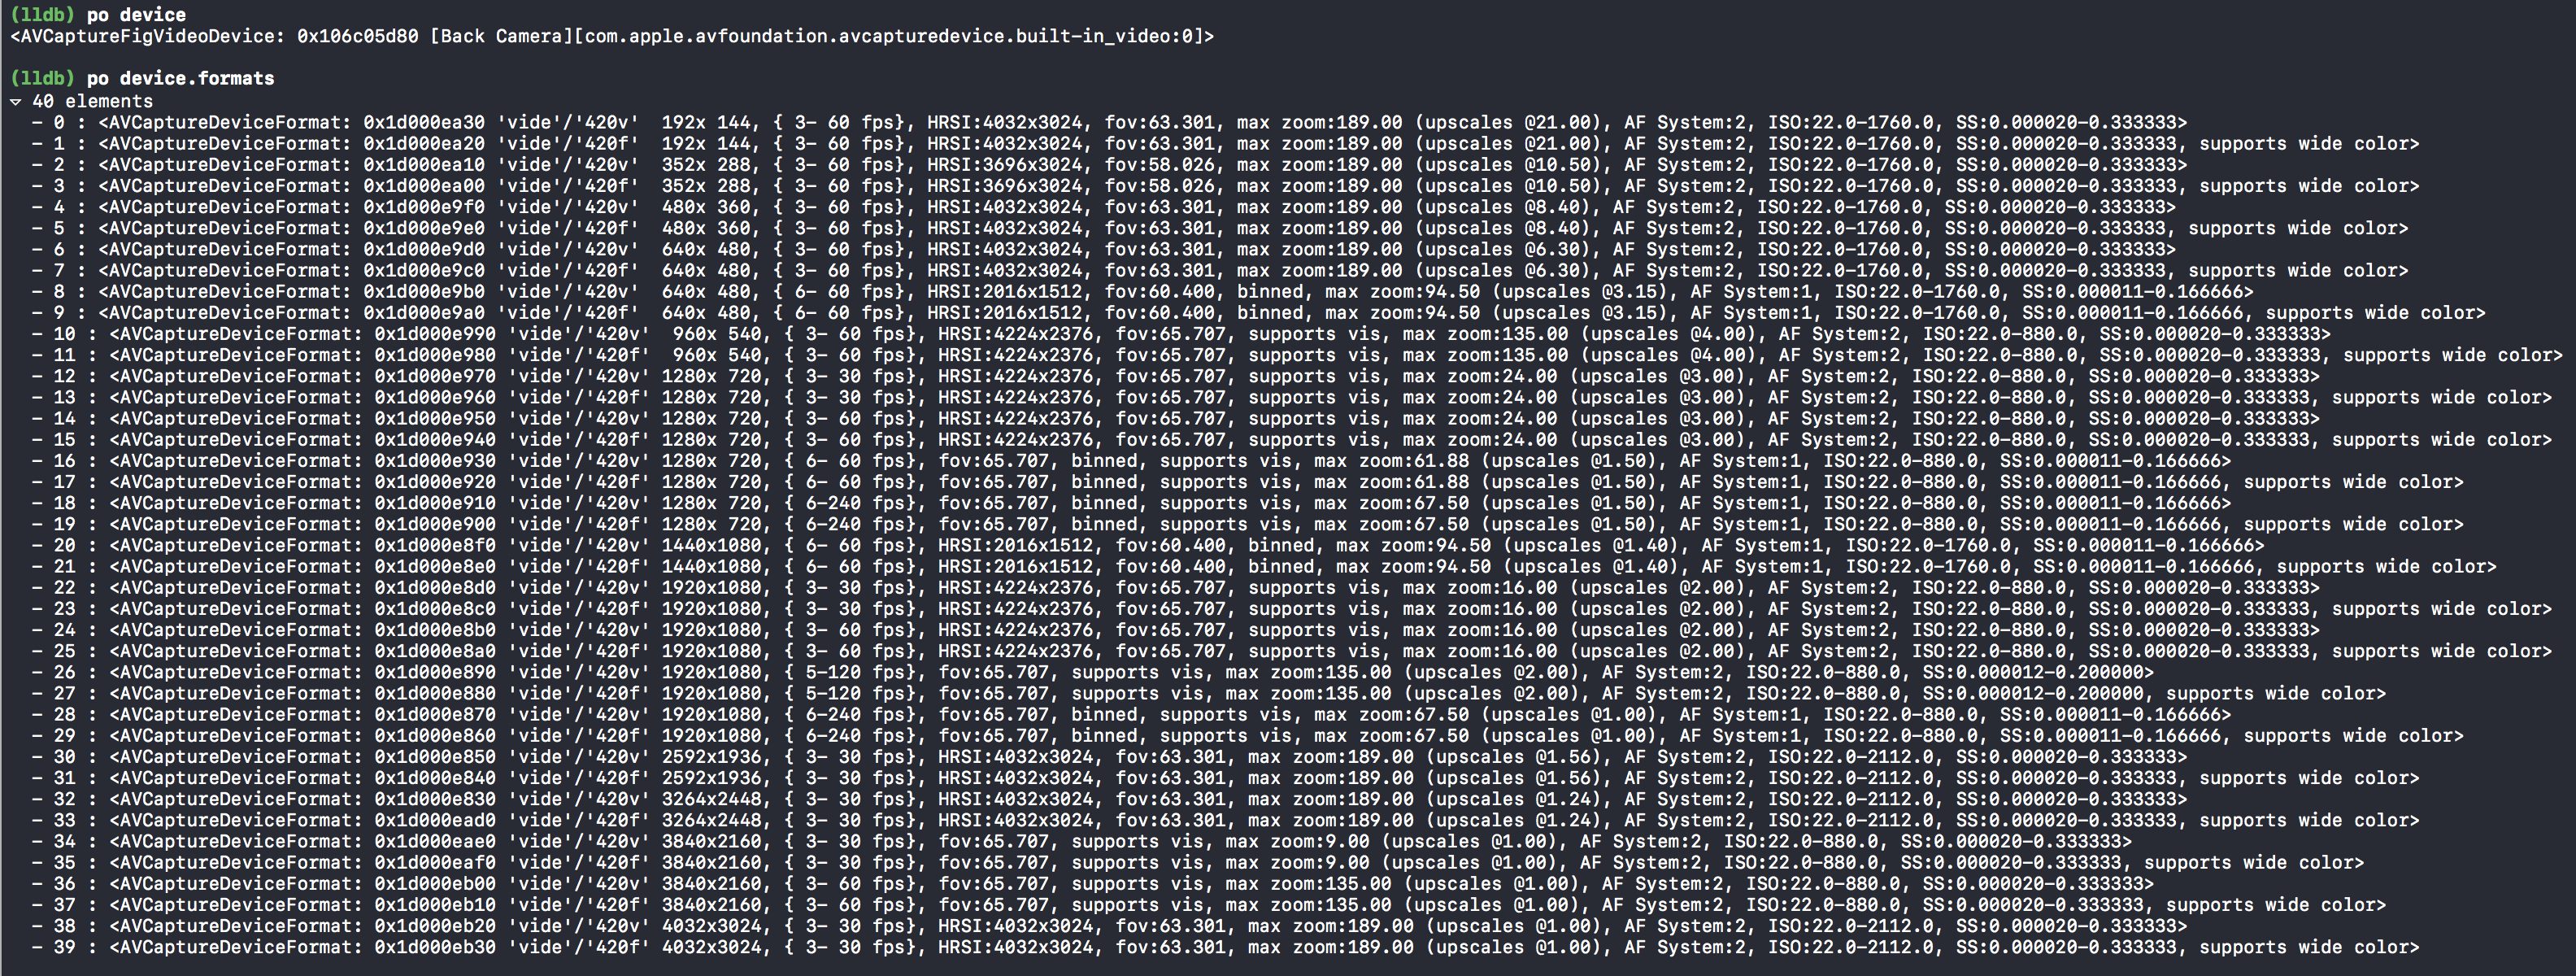 (lldb) po device
<AVCaptureFigVideoDevice: 0x106c05d80 [Back Camera][com.apple.avfoundation.avcapturedevice.built-in_video:0]>
(lldb) po device.formats
▿ 40 elements
- 0 : <AVCaptureDeviceFormat: 0x1d000ea30 'vide'/'420v'  192x 144, { 3- 60 fps}, HRSI:4032x3024, fov:63.301, max zoom:189.00 (upscales @21.00), AF System:2, ISO:22.0-1760.0, SS:0.000020-0.333333>
- 1 : <AVCaptureDeviceFormat: 0x1d000ea20 'vide'/'420f'  192x 144, { 3- 60 fps}, HRSI:4032x3024, fov:63.301, max zoom:189.00 (upscales @21.00), AF System:2, ISO:22.0-1760.0, SS:0.000020-0.333333, supports wide color>
- 2 : <AVCaptureDeviceFormat: 0x1d000ea10 'vide'/'420v'  352x 288, { 3- 60 fps}, HRSI:3696x3024, fov:58.026, max zoom:189.00 (upscales @10.50), AF System:2, ISO:22.0-1760.0, SS:0.000020-0.333333>
- 3 : <AVCaptureDeviceFormat: 0x1d000ea00 'vide'/'420f'  352x 288, { 3- 60 fps}, HRSI:3696x3024, fov:58.026, max zoom:189.00 (upscales @10.50), AF System:2, ISO:22.0-1760.0, SS:0.000020-0.333333, supports wide color>
- 4 : <AVCaptureDeviceFormat: 0x1d000e9f0 'vide'/'420v'  480x 360, { 3- 60 fps}, HRSI:4032x3024, fov:63.301, max zoom:189.00 (upscales @8.40), AF System:2, ISO:22.0-1760.0, SS:0.000020-0.333333>
- 5 : <AVCaptureDeviceFormat: 0x1d000e9e0 'vide'/'420f'  480x 360, { 3- 60 fps}, HRSI:4032x3024, fov:63.301, max zoom:189.00 (upscales @8.40), AF System:2, ISO:22.0-1760.0, SS:0.000020-0.333333, supports wide color>
- 6 : <AVCaptureDeviceFormat: 0x1d000e9d0 'vide'/'420v'  640x 480, { 3- 60 fps}, HRSI:4032x3024, fov:63.301, max zoom:189.00 (upscales @6.30), AF System:2, ISO:22.0-1760.0, SS:0.000020-0.333333>
- 7 : <AVCaptureDeviceFormat: 0x1d000e9c0 'vide'/'420f'  640x 480, { 3- 60 fps}, HRSI:4032x3024, fov:63.301, max zoom:189.00 (upscales @6.30), AF System:2, ISO:22.0-1760.0, SS:0.000020-0.333333, supports wide color>
- 8 : <AVCaptureDeviceFormat: 0x1d000e9b0 'vide'/'420v'  640x 480, { 6- 60 fps}, HRSI:2016x1512, fov:60.400, binned, max zoom:94.50 (upscales @3.15), AF System:1, ISO:22.0-1760.0, SS:0.000011-0.166666>
- 9 : <AVCaptureDeviceFormat: 0x1d000e9a0 'vide'/'420f'  640x 480, { 6- 60 fps}, HRSI:2016x1512, fov:60.400, binned, max zoom:94.50 (upscales @3.15), AF System:1, ISO:22.0-1760.0, SS:0.000011-0.166666, supports wide color>
- 10 : <AVCaptureDeviceFormat: 0x1d000e990 'vide'/'420v'  960x 540, { 3- 60 fps}, HRSI:4224x2376, fov:65.707, supports vis, max zoom:135.00 (upscales @4.00), AF System:2, ISO:22.0-880.0, SS:0.000020-0.333333>
- 11 : <AVCaptureDeviceFormat: 0x1d000e980 'vide'/'420f'  960x 540, { 3- 60 fps}, HRSI:4224x2376, fov:65.707, supports vis, max zoom:135.00 (upscales @4.00), AF System:2, ISO:22.0-880.0, SS:0.000020-0.333333, supports wide color>
- 12 : <AVCaptureDeviceFormat: 0x1d000e970 'vide'/'420v' 1280x 720, { 3- 30 fps}, HRSI:4224x2376, fov:65.707, supports vis, max zoom:24.00 (upscales @3.00), AF System:2, ISO:22.0-880.0, SS:0.000020-0.333333>
- 13 : <AVCaptureDeviceFormat: 0x1d000e960 'vide'/'420f' 1280x 720, { 3- 30 fps}, HRSI:4224x2376, fov:65.707, supports vis, max zoom:24.00 (upscales @3.00), AF System:2, ISO:22.0-880.0, SS:0.000020-0.333333, supports wide color>
- 14 : <AVCaptureDeviceFormat: 0x1d000e950 'vide'/'420v' 1280x 720, { 3- 60 fps}, HRSI:4224x2376, fov:65.707, supports vis, max zoom:24.00 (upscales @3.00), AF System:2, ISO:22.0-880.0, SS:0.000020-0.333333>
- 15 : <AVCaptureDeviceFormat: 0x1d000e940 'vide'/'420f' 1280x 720, { 3- 60 fps}, HRSI:4224x2376, fov:65.707, supports vis, max zoom:24.00 (upscales @3.00), AF System:2, ISO:22.0-880.0, SS:0.000020-0.333333, supports wide color>
- 16 : <AVCaptureDeviceFormat: 0x1d000e930 'vide'/'420v' 1280x 720, { 6- 60 fps}, fov:65.707, binned, supports vis, max zoom:61.88 (upscales @1.50), AF System:1, ISO:22.0-880.0, SS:0.000011-0.166666>
- 17 : <AVCaptureDeviceFormat: 0x1d000e920 'vide'/'420f' 1280x 720, { 6- 60 fps}, fov:65.707, binned, supports vis, max zoom:61.88 (upscales @1.50), AF System:1, ISO:22.0-880.0, SS:0.000011-0.166666, supports wide color>
- 18 : <AVCaptureDeviceFormat: 0x1d000e910 'vide'/'420v' 1280x 720, { 6-240 fps}, fov:65.707, binned, supports vis, max zoom:67.50 (upscales @1.50), AF System:1, ISO:22.0-880.0, SS:0.000011-0.166666>
- 19 : <AVCaptureDeviceFormat: 0x1d000e900 'vide'/'420f' 1280x 720, { 6-240 fps}, fov:65.707, binned, supports vis, max zoom:67.50 (upscales @1.50), AF System:1, ISO:22.0-880.0, SS:0.000011-0.166666, supports wide color>
- 20 : <AVCaptureDeviceFormat: 0x1d000e8f0 'vide'/'420v' 1440x1080, { 6- 60 fps}, HRSI:2016x1512, fov:60.400, binned, max zoom:94.50 (upscales @1.40), AF System:1, ISO:22.0-1760.0, SS:0.000011-0.166666>
- 21 : <AVCaptureDeviceFormat: 0x1d000e8e0 'vide'/'420f' 1440x1080, { 6- 60 fps}, HRSI:2016x1512, fov:60.400, binned, max zoom:94.50 (upscales @1.40), AF System:1, ISO:22.0-1760.0, SS:0.000011-0.166666, supports wide color>
- 22 : <AVCaptureDeviceFormat: 0x1d000e8d0 'vide'/'420v' 1920x1080, { 3- 30 fps}, HRSI:4224x2376, fov:65.707, supports vis, max zoom:16.00 (upscales @2.00), AF System:2, ISO:22.0-880.0, SS:0.000020-0.333333>
- 23 : <AVCaptureDeviceFormat: 0x1d000e8c0 'vide'/'420f' 1920x1080, { 3- 30 fps}, HRSI:4224x2376, fov:65.707, supports vis, max zoom:16.00 (upscales @2.00), AF System:2, ISO:22.0-880.0, SS:0.000020-0.333333, supports wide color>
- 24 : <AVCaptureDeviceFormat: 0x1d000e8b0 'vide'/'420v' 1920x1080, { 3- 60 fps}, HRSI:4224x2376, fov:65.707, supports vis, max zoom:16.00 (upscales @2.00), AF System:2, ISO:22.0-880.0, SS:0.000020-0.333333>
- 25 : <AVCaptureDeviceFormat: 0x1d000e8a0 'vide'/'420f' 1920x1080, { 3- 60 fps}, HRSI:4224x2376, fov:65.707, supports vis, max zoom:16.00 (upscales @2.00), AF System:2, ISO:22.0-880.0, SS:0.000020-0.333333, supports wide color>
- 26 : <AVCaptureDeviceFormat: 0x1d000e890 'vide'/'420v' 1920x1080, { 5-120 fps}, fov:65.707, supports vis, max zoom:135.00 (upscales @2.00), AF System:2, ISO:22.0-880.0, SS:0.000012-0.200000>
- 27 : <AVCaptureDeviceFormat: 0x1d000e880 'vide'/'420f' 1920x1080, { 5-120 fps}, fov:65.707, supports vis, max zoom:135.00 (upscales @2.00), AF System:2, ISO:22.0-880.0, SS:0.000012-0.200000, supports wide color>
- 28 : <AVCaptureDeviceFormat: 0x1d000e870 'vide'/'420v' 1920x1080, { 6-240 fps}, fov:65.707, binned, supports vis, max zoom:67.50 (upscales @1.00), AF System:1, ISO:22.0-880.0, SS:0.000011-0.166666>
- 29 : <AVCaptureDeviceFormat: 0x1d000e860 'vide'/'420f' 1920x1080, { 6-240 fps}, fov:65.707, binned, supports vis, max zoom:67.50 (upscales @1.00), AF System:1, ISO:22.0-880.0, SS:0.000011-0.166666, supports wide color>
- 30 : <AVCaptureDeviceFormat: 0x1d000e850 'vide'/'420v' 2592x1936, { 3- 30 fps}, HRSI:4032x3024, fov:63.301, max zoom:189.00 (upscales @1.56), AF System:2, ISO:22.0-2112.0, SS:0.000020-0.333333>
- 31 : <AVCaptureDeviceFormat: 0x1d000e840 'vide'/'420f' 2592x1936, { 3- 30 fps}, HRSI:4032x3024, fov:63.301, max zoom:189.00 (upscales @1.56), AF System:2, ISO:22.0-2112.0, SS:0.000020-0.333333, supports wide color>
- 32 : <AVCaptureDeviceFormat: 0x1d000e830 'vide'/'420v' 3264x2448, { 3- 30 fps}, HRSI:4032x3024, fov:63.301, max zoom:189.00 (upscales @1.24), AF System:2, ISO:22.0-2112.0, SS:0.000020-0.333333>
- 33 : <AVCaptureDeviceFormat: 0x1d000ead0 'vide'/'420f' 3264x2448, { 3- 30 fps}, HRSI:4032x3024, fov:63.301, max zoom:189.00 (upscales @1.24), AF System:2, ISO:22.0-2112.0, SS:0.000020-0.333333, supports wide color>
- 34 : <AVCaptureDeviceFormat: 0x1d000eae0 'vide'/'420v' 3840x2160, { 3- 30 fps}, fov:65.707, supports vis, max zoom:9.00 (upscales @1.00), AF System:2, ISO:22.0-880.0, SS:0.000020-0.333333>
- 35 : <AVCaptureDeviceFormat: 0x1d000eaf0 'vide'/'420f' 3840x2160, { 3- 30 fps}, fov:65.707, supports vis, max zoom:9.00 (upscales @1.00), AF System:2, ISO:22.0-880.0, SS:0.000020-0.333333, supports wide color>
- 36 : <AVCaptureDeviceFormat: 0x1d000eb00 'vide'/'420v' 3840x2160, { 3- 60 fps}, fov:65.707, supports vis, max zoom:135.00 (upscales @1.00), AF System:2, ISO:22.0-880.0, SS:0.000020-0.333333>
- 37 : <AVCaptureDeviceFormat: 0x1d000eb10 'vide'/'420f' 3840x2160, { 3- 60 fps}, fov:65.707, supports vis, max zoom:135.00 (upscales @1.00), AF System:2, ISO:22.0-880.0, SS:0.000020-0.333333, supports wide color>
- 38 : <AVCaptureDeviceFormat: 0x1d000eb20 'vide'/'420v' 4032x3024, { 3- 30 fps}, HRSI:4032x3024, fov:63.301, max zoom:189.00 (upscales @1.00), AF System:2, ISO:22.0-2112.0, SS:0.000020-0.333333>
- 39 : <AVCaptureDeviceFormat: 0x1d000eb30 'vide'/'420f' 4032x3024, { 3- 30 fps}, HRSI:4032x3024, fov:63.301, max zoom:189.00 (upscales @1.00), AF System:2, ISO:22.0-2112.0, SS:0.000020-0.333333, supports wide color>